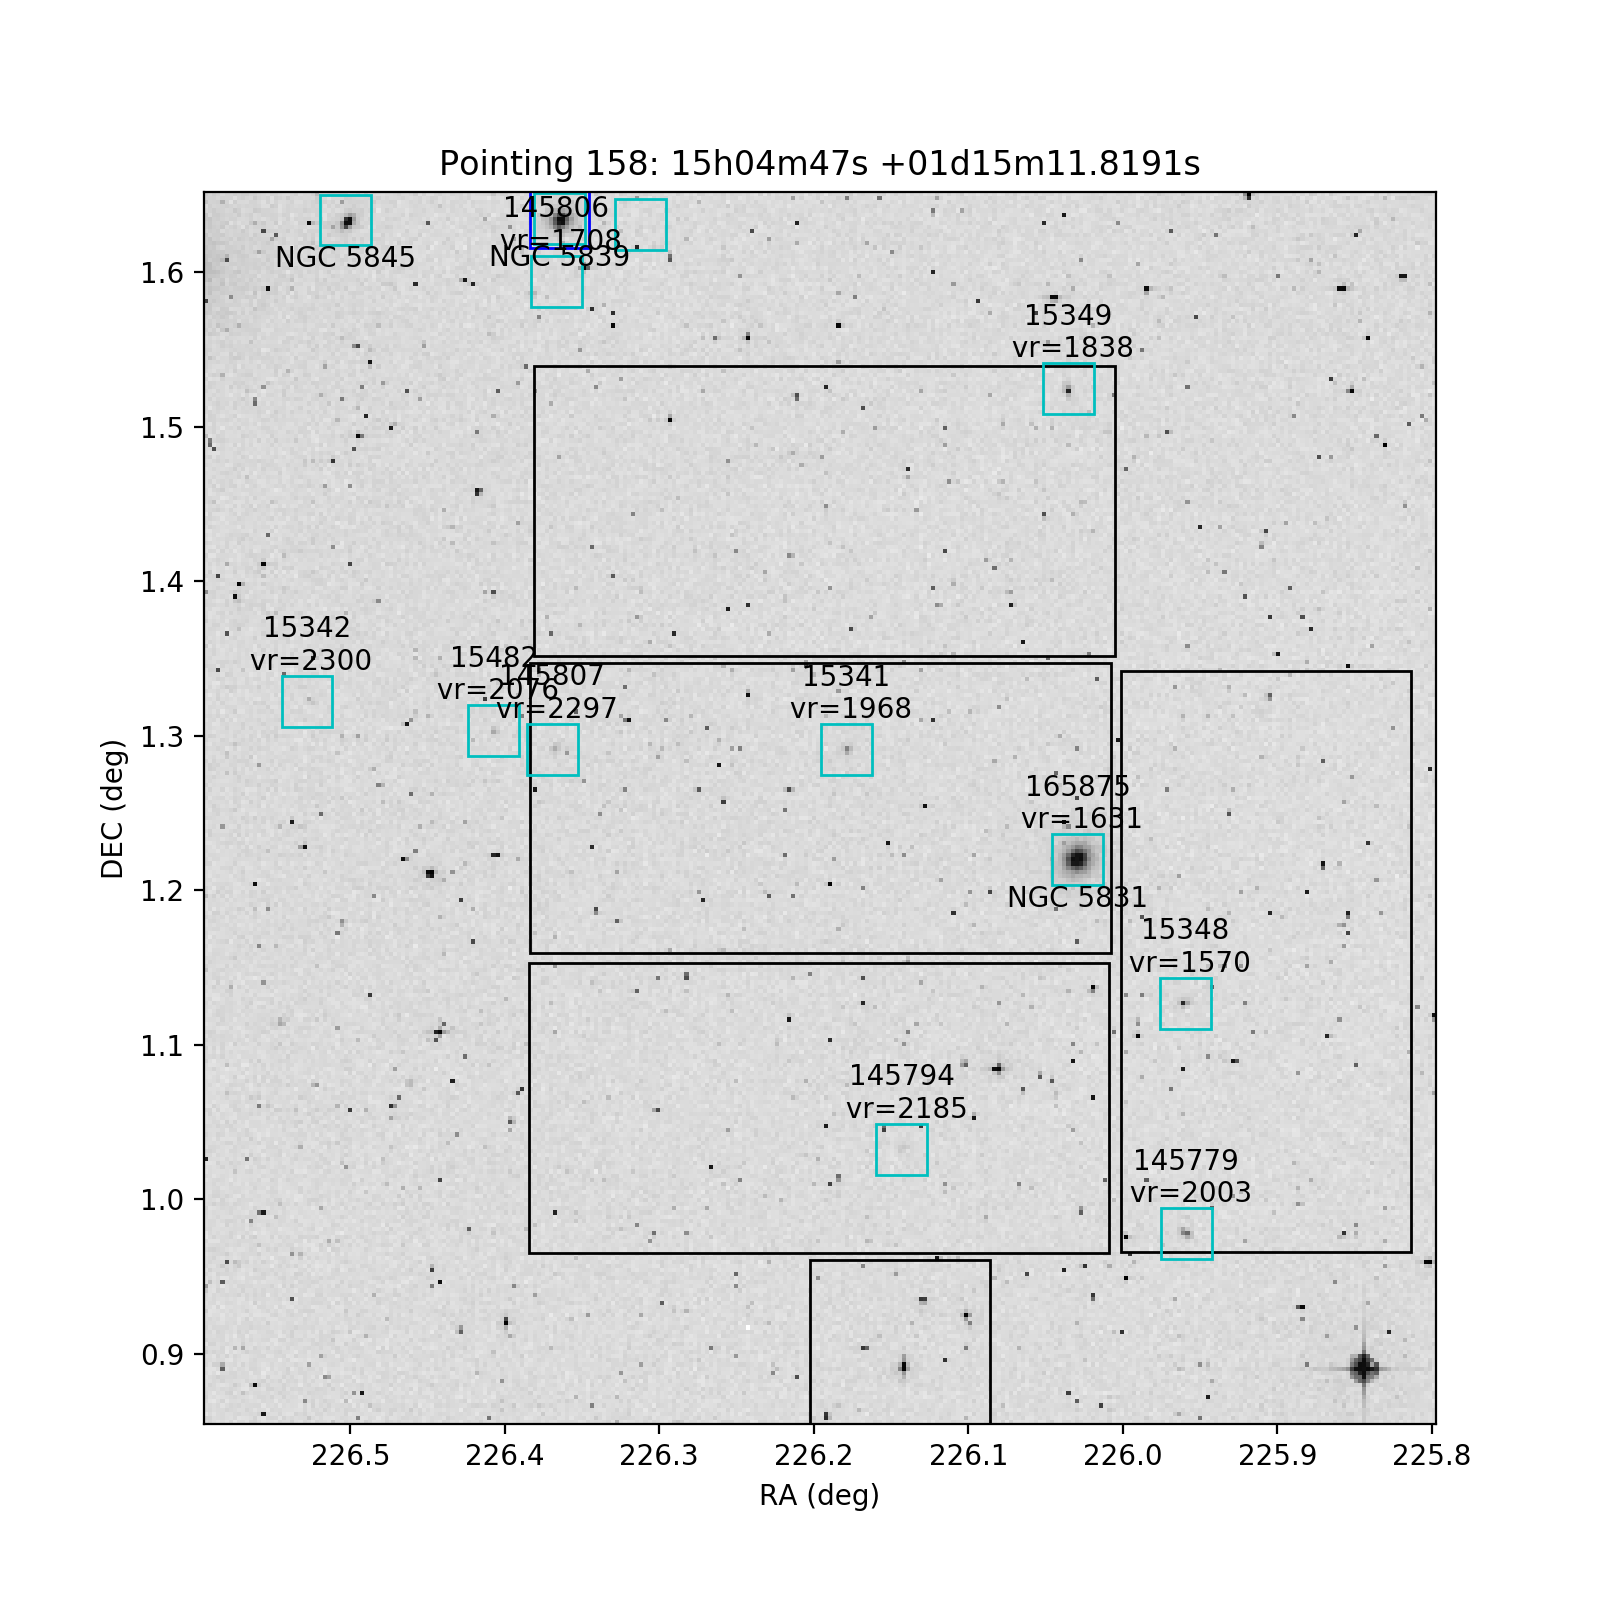 Pointing 158: 15h04m47s +01d15m11.8191s
145806
vr=1708
NGC 5845
NGC 5839
15349
vr=1838
15342
vr=2300
15482
vr=2076
145807
vr=2297
15341
vr=1968
165875
vr=1631
NGC 5831
15348
vr=1570
145794
vr=2185
145779
vr=2003
1.6
1.5
1.4
1.3
1.2
1.1
1.0
0.9
DEC (deg)
226.5 226.4 226.3 226.2 226.1 226.0 225.9 225.8
RA (deg)